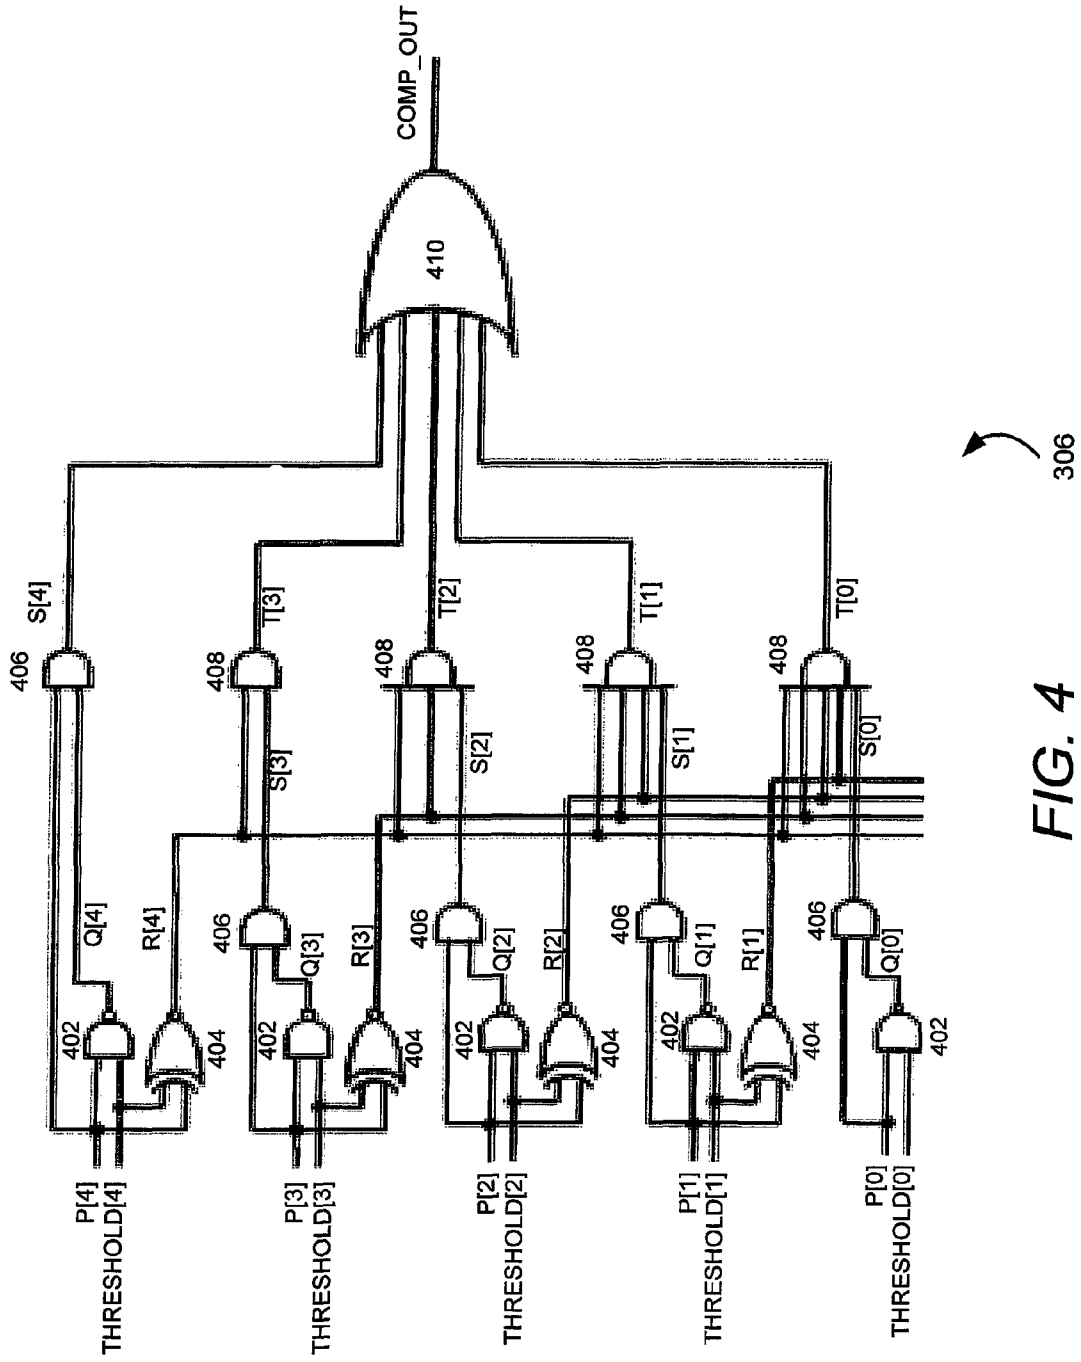 COMP_OUT
410
S[4]
406
T[3]
408
T[2]
408
T[1]
408
T[0]
408
S[3]
S[2]
S[1]
S[0]
Q[4]
R[4]
406
Q[3]
R[3]
406
Q[2]
R[2]
406
Q[1]
R[1]
406
Q[0]
402
404
402
404
402
404
402
404
402
P[4]
THRESHOLD[4]
P[3]
THRESHOLD[3]
P[2]
THRESHOLD[2]
P[1]
THRESHOLD[1]
P[0]
THRESHOLD[0]
306
FIG. 4